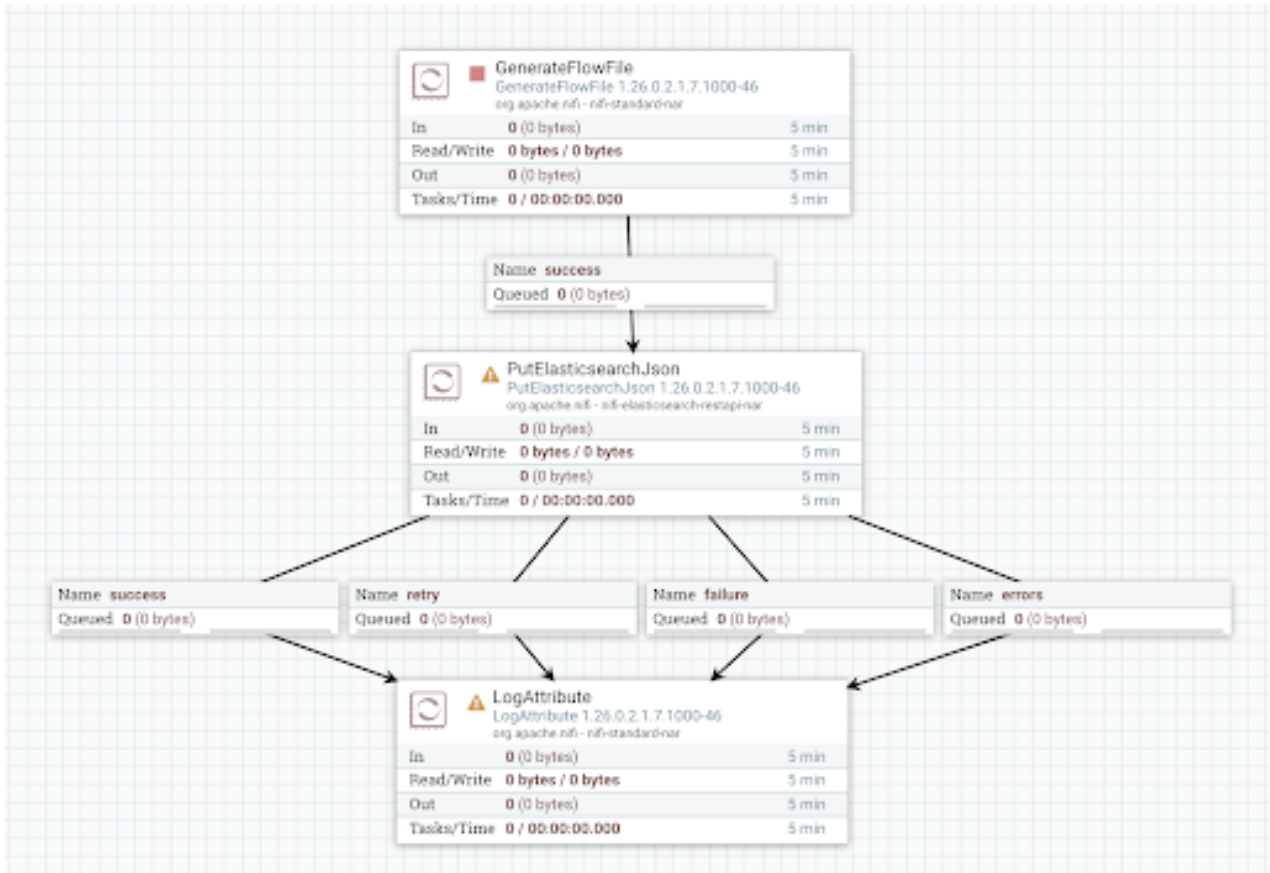 GenerateFlowFile
GenerateFlowFile 1.26.0.2.1.7.1000-46
org.apache.nifi - nifi-standard-nar
In 0 (0 bytes) 5 min
Read/Write 0 bytes / 0 bytes 5 min
Out 0 (0 bytes) 5 min
Tasks/Time 0 / 00:00:00.000 5 min
Name success
Queued 0 (0 bytes)
PutElasticsearchJson
PutElasticsearchJson 1.26.0.2.1.7.1000-46
org.apache.nifi - nifi-elasticsearch-restapi-nar
In 0 (0 bytes) 5 min
Read/Write 0 bytes / 0 bytes 5 min
Out 0 (0 bytes) 5 min
Tasks/Time 0 / 00:00:00.000 5 min
Name success
Queued 0 (0 bytes)
Name retry
Queued 0 (0 bytes)
Name failure
Queued 0 (0 bytes)
Name errors
Queued 0 (0 bytes)
LogAttribute
LogAttribute 1.26.0.2.1.7.1000-46
org.apache.nifi - nifi-standard-nar
In 0 (0 bytes) 5 min
Read/Write 0 bytes / 0 bytes 5 min
Out 0 (0 bytes) 5 min
Tasks/Time 0 / 00:00:00.000 5 min